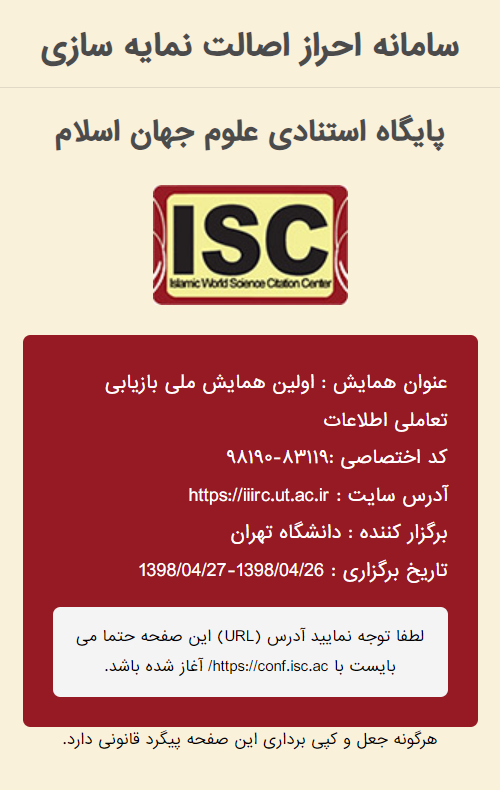 سامانه احراز اصالت نمایه سازی
پایگاه استنادی علوم جهان اسلام
ISC
Islamic World Science Citation Center
عنوان همایش : اولین همایش ملی بازیابی
تعاملی اطلاعات
کد اختصاصی :۹۸۱۹۰-۸۳۱۱۹
آدرس سایت : https://iiirc.ut.ac.ir
برگزار کننده : دانشگاه تهران
تاریخ برگزاری : 1398/04/26-1398/04/27
لطفا توجه نمایید آدرس (URL) این صفحه حتما می
بایست با https://conf.isc.ac/ آغاز شده باشد.
هرگونه جعل و کپی برداری این صفحه پیگرد قانونی دارد.